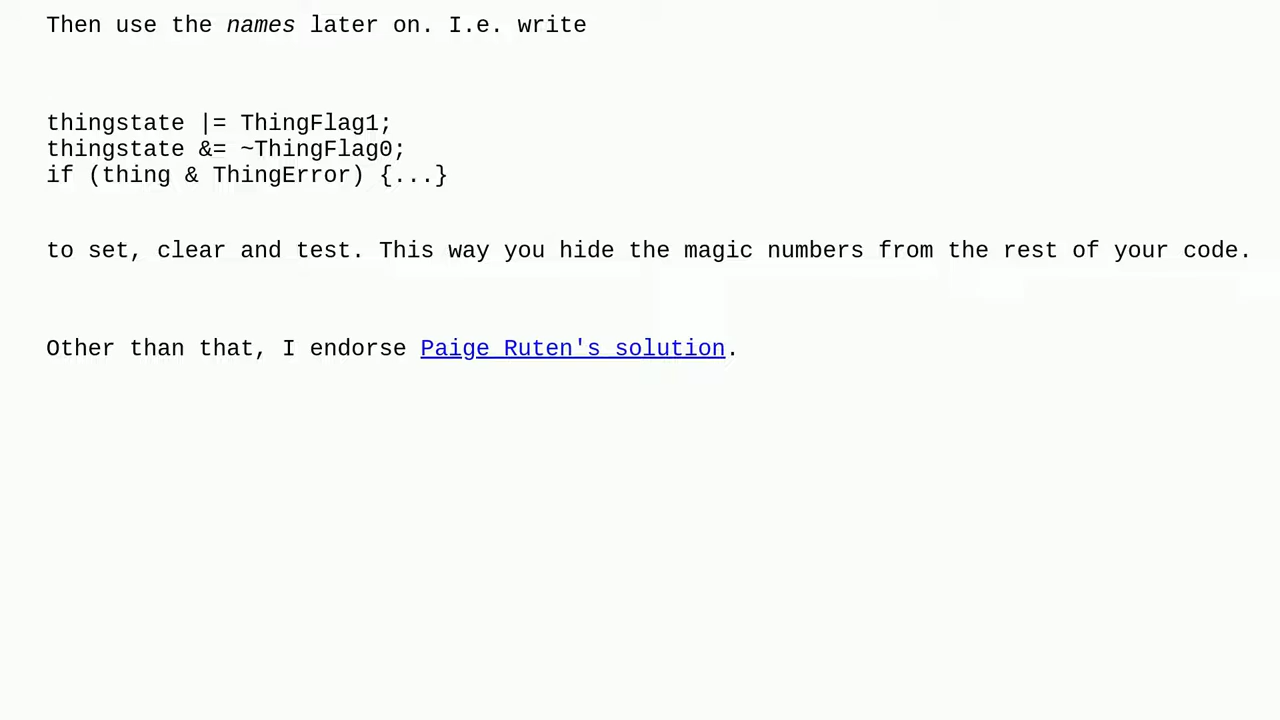 Then use the names later on. I.e. write
thingstate |= ThingFlag1;
thingstate &= ~ThingFlag0;
if (thing & ThingError) {...}
to set, clear and test. This way you hide the magic numbers from the rest of your code.
Other than that, I endorse Paige Ruten's solution.